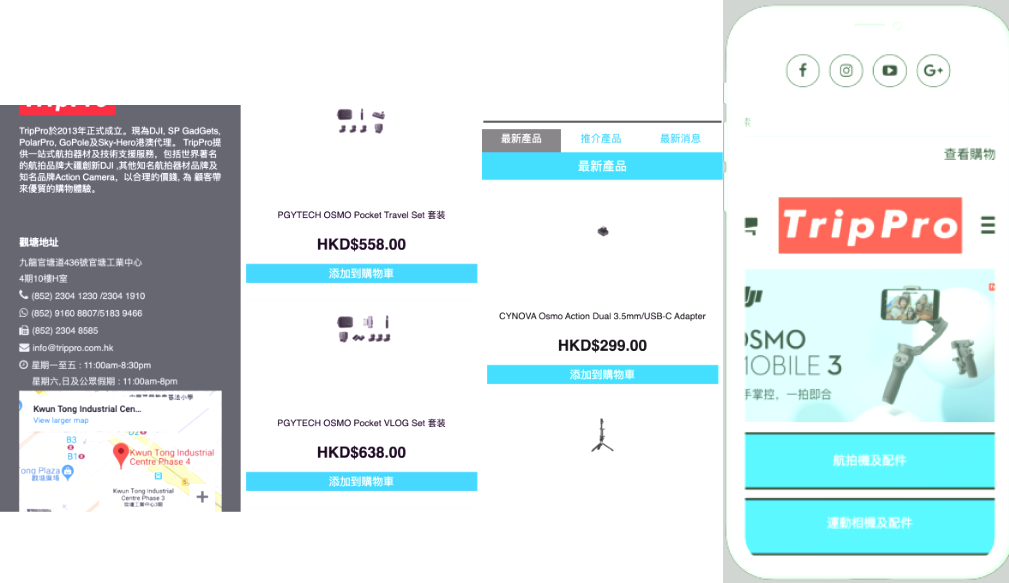 TripPro
TripPro於2013年正式成立。現為DJI, SP GadGets,
PolarPro, GoPole及Sky-Hero港澳代理。 TripPro提
供一站式航拍器材及技術支援服務，包括世界著名
的航拍品牌大疆創新DJI ,其他知名航拍器材品牌及
知名品牌Action Camera，以合理的價錢, 為 顧客帶
來優質的購物體驗。
觀塘地址
九龍官塘道436號官塘工業中心
4期10樓H室
(852) 2304 1230 /2304 1910
(852) 9160 8807/5183 9466
(852) 2304 8585
info@trippro.com.hk
星期一至五 : 11:00am-8:30pm
星期六,日及公眾假期 : 11:00am-8pm
Kwun Tong Industrial Cen...
View larger map
B3
B1
Kwun Tong Industrial
Centre Phase 4
ong Plaza
觀塘廣場
Kwun Tong Industrial
Centre Phase 3
PGYTECH OSMO Pocket Travel Set 套裝
HKD$558.00
添加到購物車
PGYTECH OSMO Pocket VLOG Set 套裝
HKD$638.00
添加到購物車
最新產品 推介產品 最新消息
最新產品
CYNOVA Osmo Action Dual 3.5mm/USB-C Adapter
HKD$299.00
添加到購物車
f G+
查看購物
TripPro
OSMO
MOBILE 3
手掌控，一拍即合
航拍機及配件
運動相機及配件